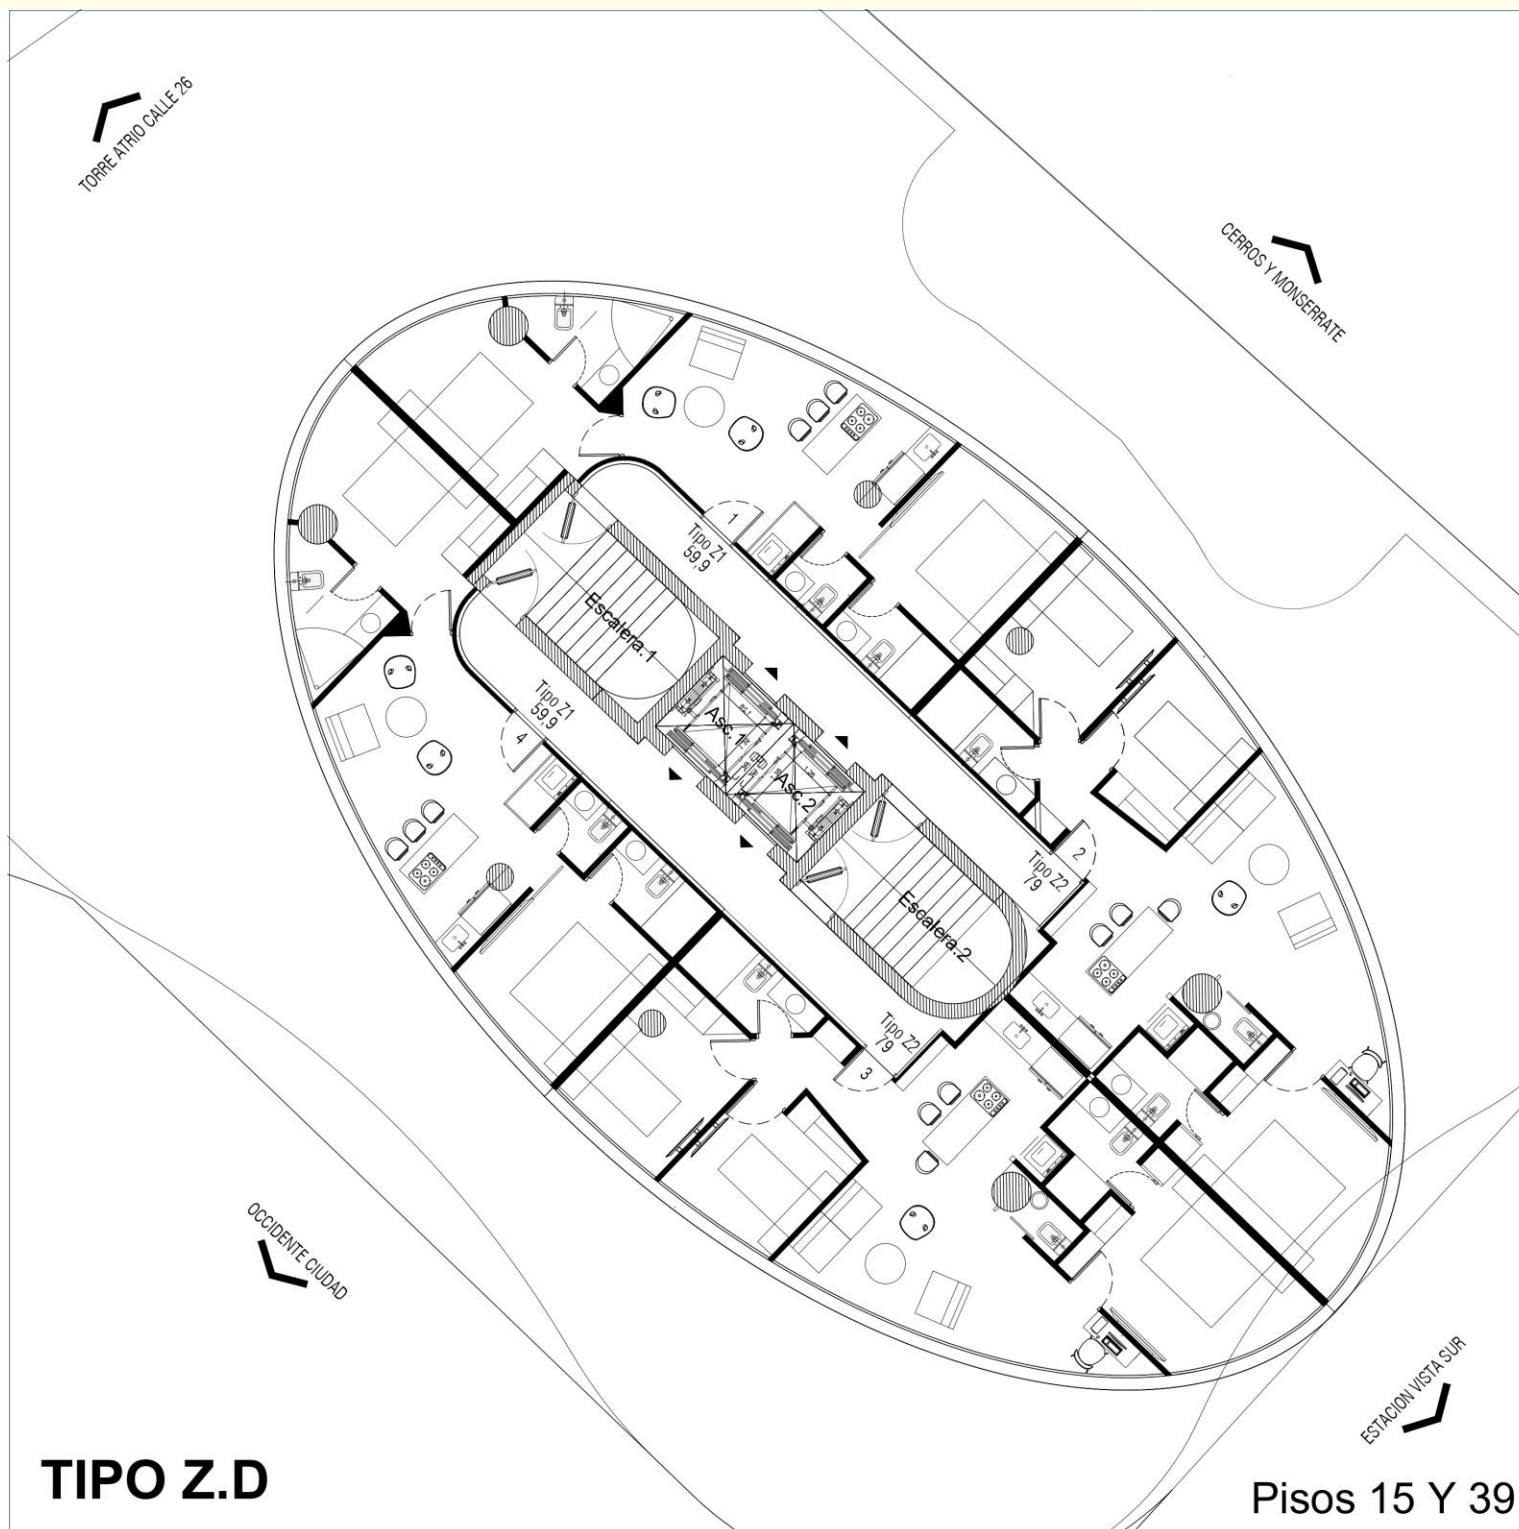 TORRE ATRIO CALLE 26
CERROS Y MONSERRATE
1
Tipo Z1
59,9
Escalera.1
Tipo Z1
59,9
4
Asc.1
Asc.2
2
Tipo Z2
79
Escalera.2
Tipo Z2
79
3
OCCIDENTE CIUDAD
ESTACION VISTA SUR
TIPO Z.D
Pisos 15 Y 39